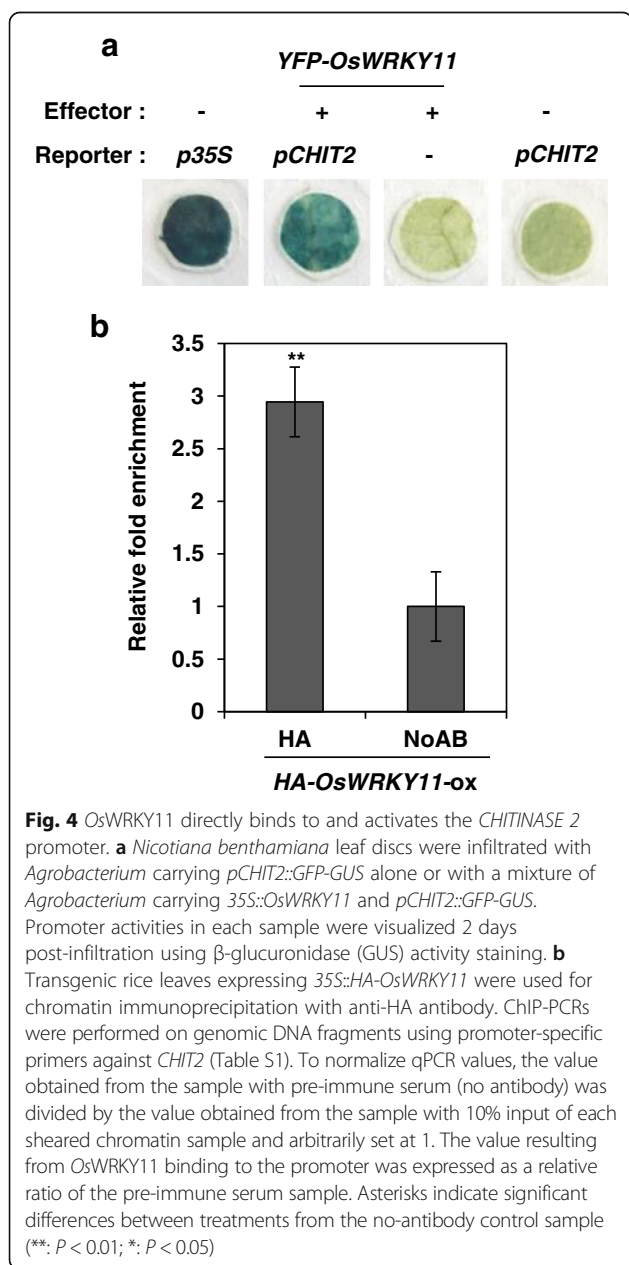 a
YFP-OsWRKY11
Effector : - + + -
Reporter : p35S pCHIT2 - pCHIT2
b
3.5
3
2.5
2
1.5
1
0.5
0
Relative fold enrichment
**
HA NoAB
HA-OsWRKY11-ox
Fig. 4 OsWRKY11 directly binds to and activates the CHITINASE 2
promoter. a Nicotiana benthamiana leaf discs were infiltrated with
Agrobacterium carrying pCHIT2::GFP-GUS alone or with a mixture of
Agrobacterium carrying 35S::OsWRKY11 and pCHIT2::GFP-GUS.
Promoter activities in each sample were visualized 2 days
post-infiltration using β-glucuronidase (GUS) activity staining. b
Transgenic rice leaves expressing 35S::HA-OsWRKY11 were used for
chromatin immunoprecipitation with anti-HA antibody. ChIP-PCRs
were performed on genomic DNA fragments using promoter-specific
primers against CHIT2 (Table S1). To normalize qPCR values, the value
obtained from the sample with pre-immune serum (no antibody) was
divided by the value obtained from the sample with 10% input of each
sheared chromatin sample and arbitrarily set at 1. The value resulting
from OsWRKY11 binding to the promoter was expressed as a relative
ratio of the pre-immune serum sample. Asterisks indicate significant
differences between treatments from the no-antibody control sample
(**: P < 0.01; *: P < 0.05)